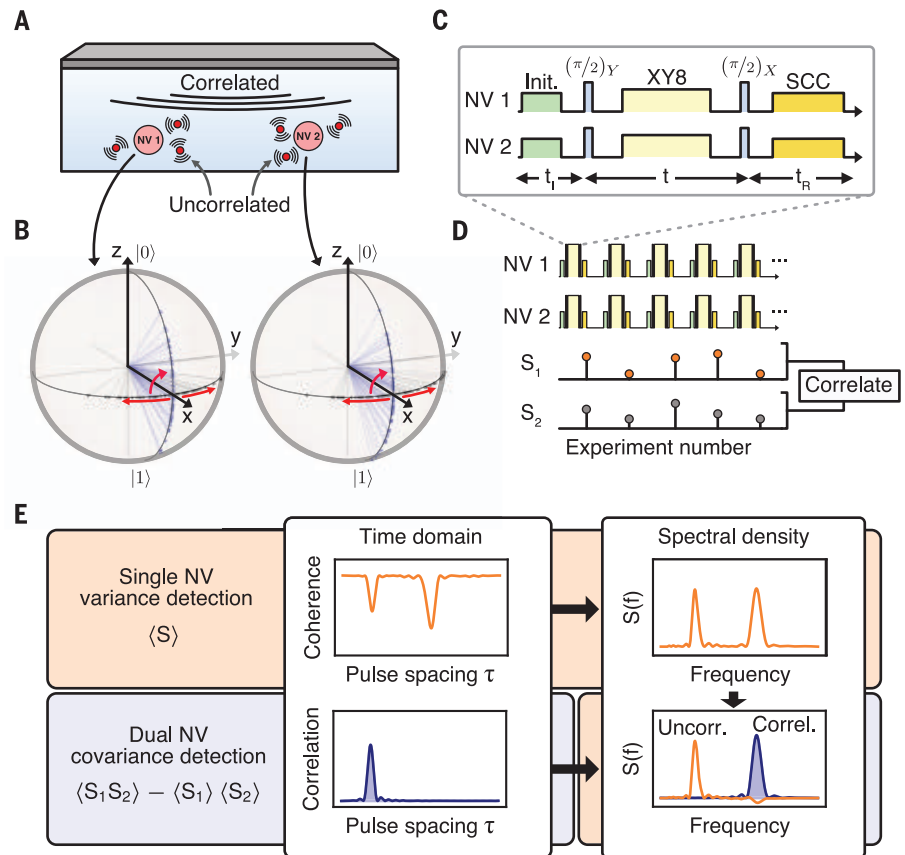 A
Correlated
NV 1
NV 2
Uncorrelated
B
z |0⟩
y
x
|1⟩
z |0⟩
y
x
|1⟩
C
Init.
(π/2)Y
XY8
(π/2)X
SCC
NV 1
NV 2
tI
t
tR
D
NV 1
...
NV 2
...
S1
S2
Correlate
Experiment number
E
Single NV
variance detection
⟨S⟩
Time domain
Coherence
Pulse spacing τ
Spectral density
S(f)
Frequency
Dual NV
covariance detection
⟨S1S2⟩ − ⟨S1⟩ ⟨S2⟩
Correlation
Pulse spacing τ
Uncorr. Correl.
S(f)
Frequency